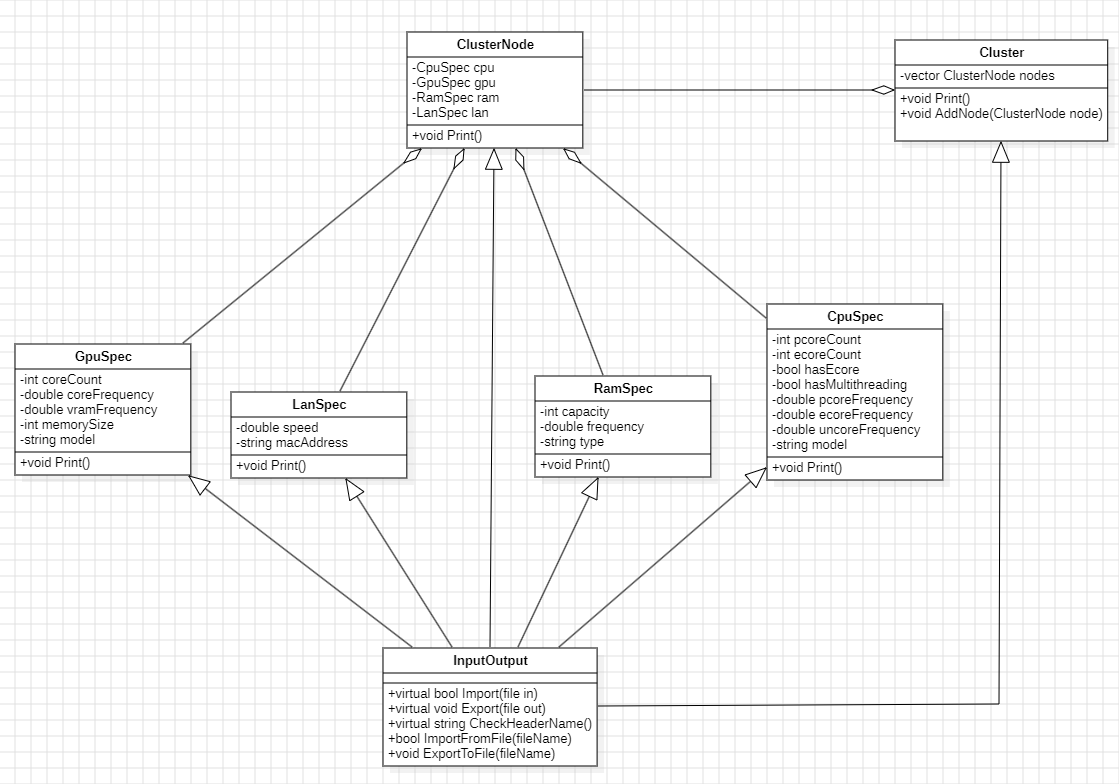 ClusterNode
-CpuSpec cpu
-GpuSpec gpu
-RamSpec ram
-LanSpec lan
+void Print()
Cluster
-vector ClusterNode nodes
+void Print()
+void AddNode(ClusterNode node)
GpuSpec
-int coreCount
-double coreFrequency
-double vramFrequency
-int memorySize
-string model
+void Print()
LanSpec
-double speed
-string macAddress
+void Print()
RamSpec
-int capacity
-double frequency
-string type
+void Print()
CpuSpec
-int pcoreCount
-int ecoreCount
-bool hasEcore
-bool hasMultithreading
-double pcoreFrequency
-double ecoreFrequency
-double uncoreFrequency
-string model
+void Print()
InputOutput
+virtual bool Import(file in)
+virtual void Export(file out)
+virtual string CheckHeaderName()
+bool ImportFromFile(fileName)
+void ExportToFile(fileName)